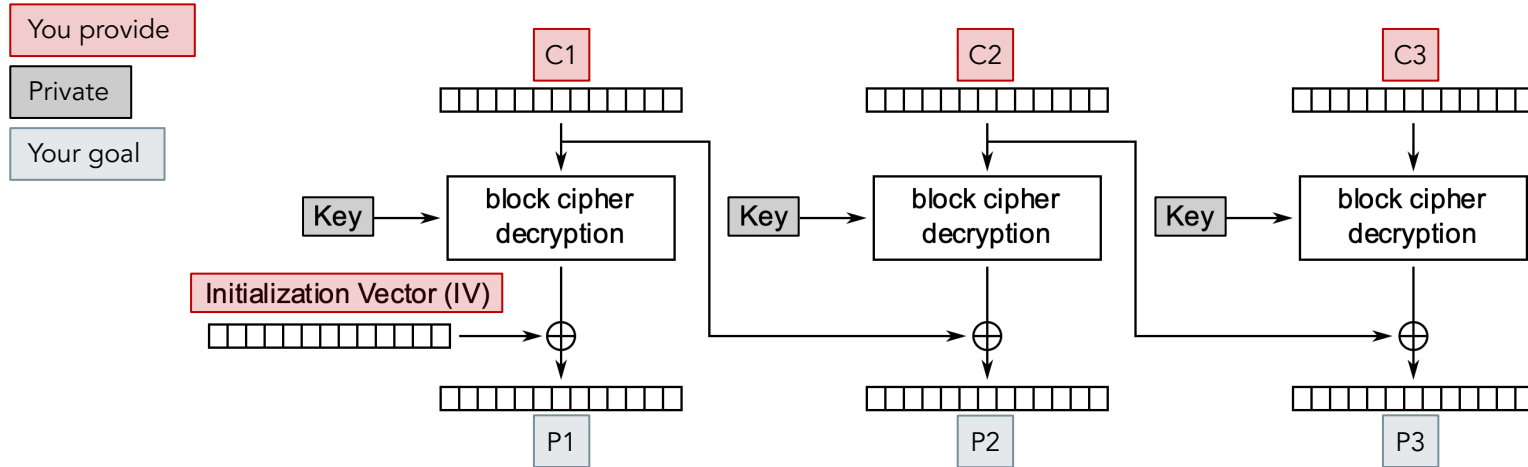 You provide
Private
Your goal
C1
C2
C3
Key
block cipher
decryption
Key
block cipher
decryption
Key
block cipher
decryption
Initialization Vector (IV)
P1
P2
P3